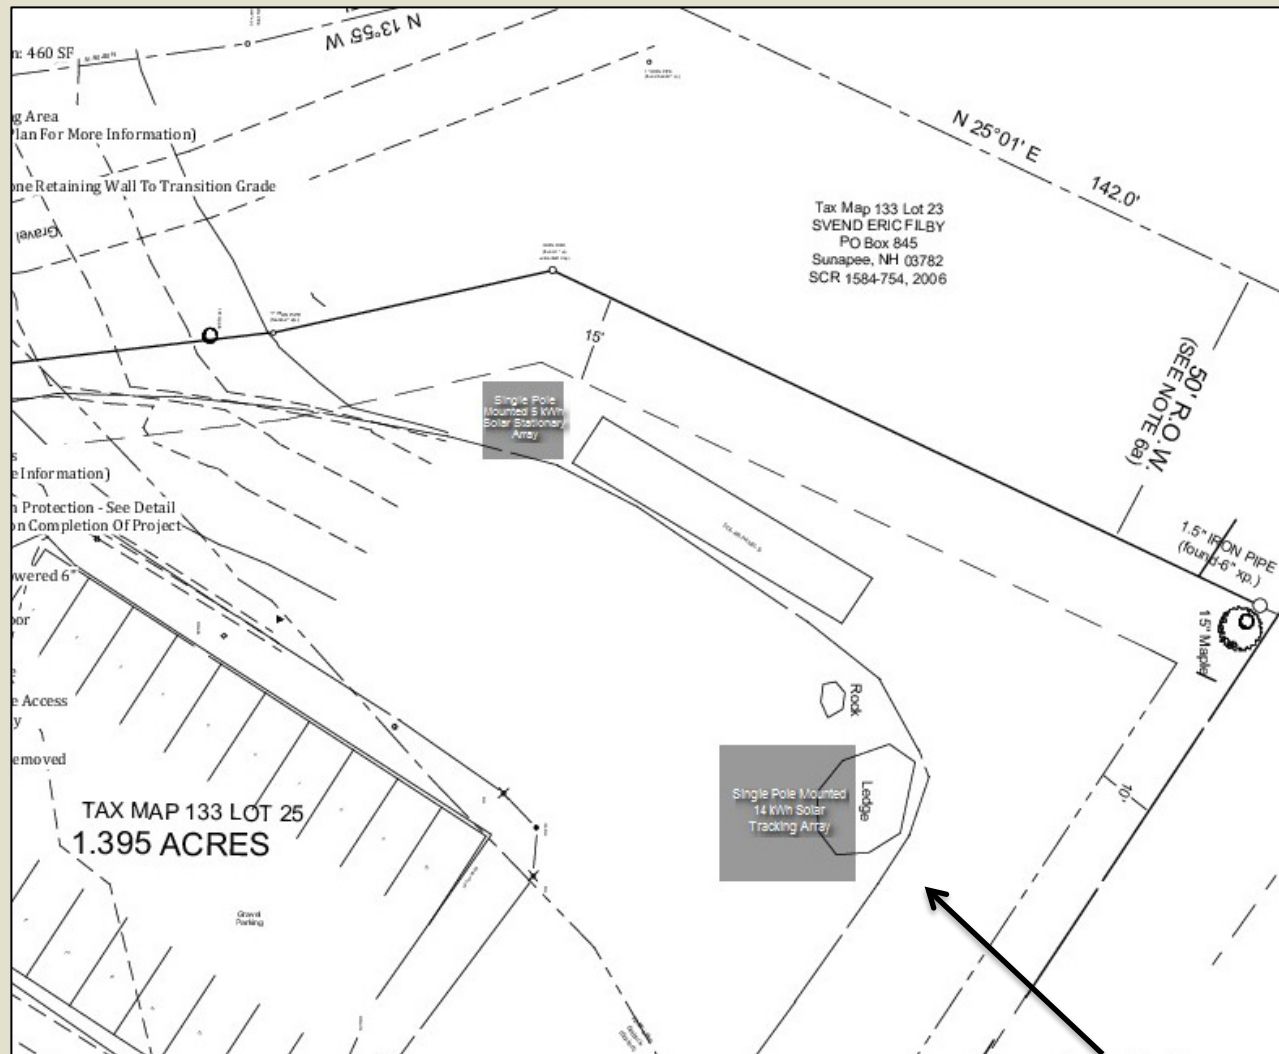 N 13°55' W
n: 460 SF
g Area
Plan For More Information)
one Retaining Wall To Transition Grade
Gravel
N 25°01' E
142.0'
Tax Map 133 Lot 23
SVEND ERIC FILBY
PO Box 845
Sunapee, NH 03782
SCR 1584-754, 2006
15'
50' R.O.W.
(SEE NOTE 6a)
Single Pole
Mounted 5 kWh
Solar Stationary
Array
s
e Information)
n Protection - See Detail
on Completion Of Project
SOLAR PANELS
1.5" IRON PIPE
(found-6" xp.)
15" Maple
owered 6"
oor
e Access
y
emoved
Rock
Ledge
Single Pole Mounted
14 kWh Solar
Tracking Array
10'
TAX MAP 133 LOT 25
1.395 ACRES
Gravel
Parking